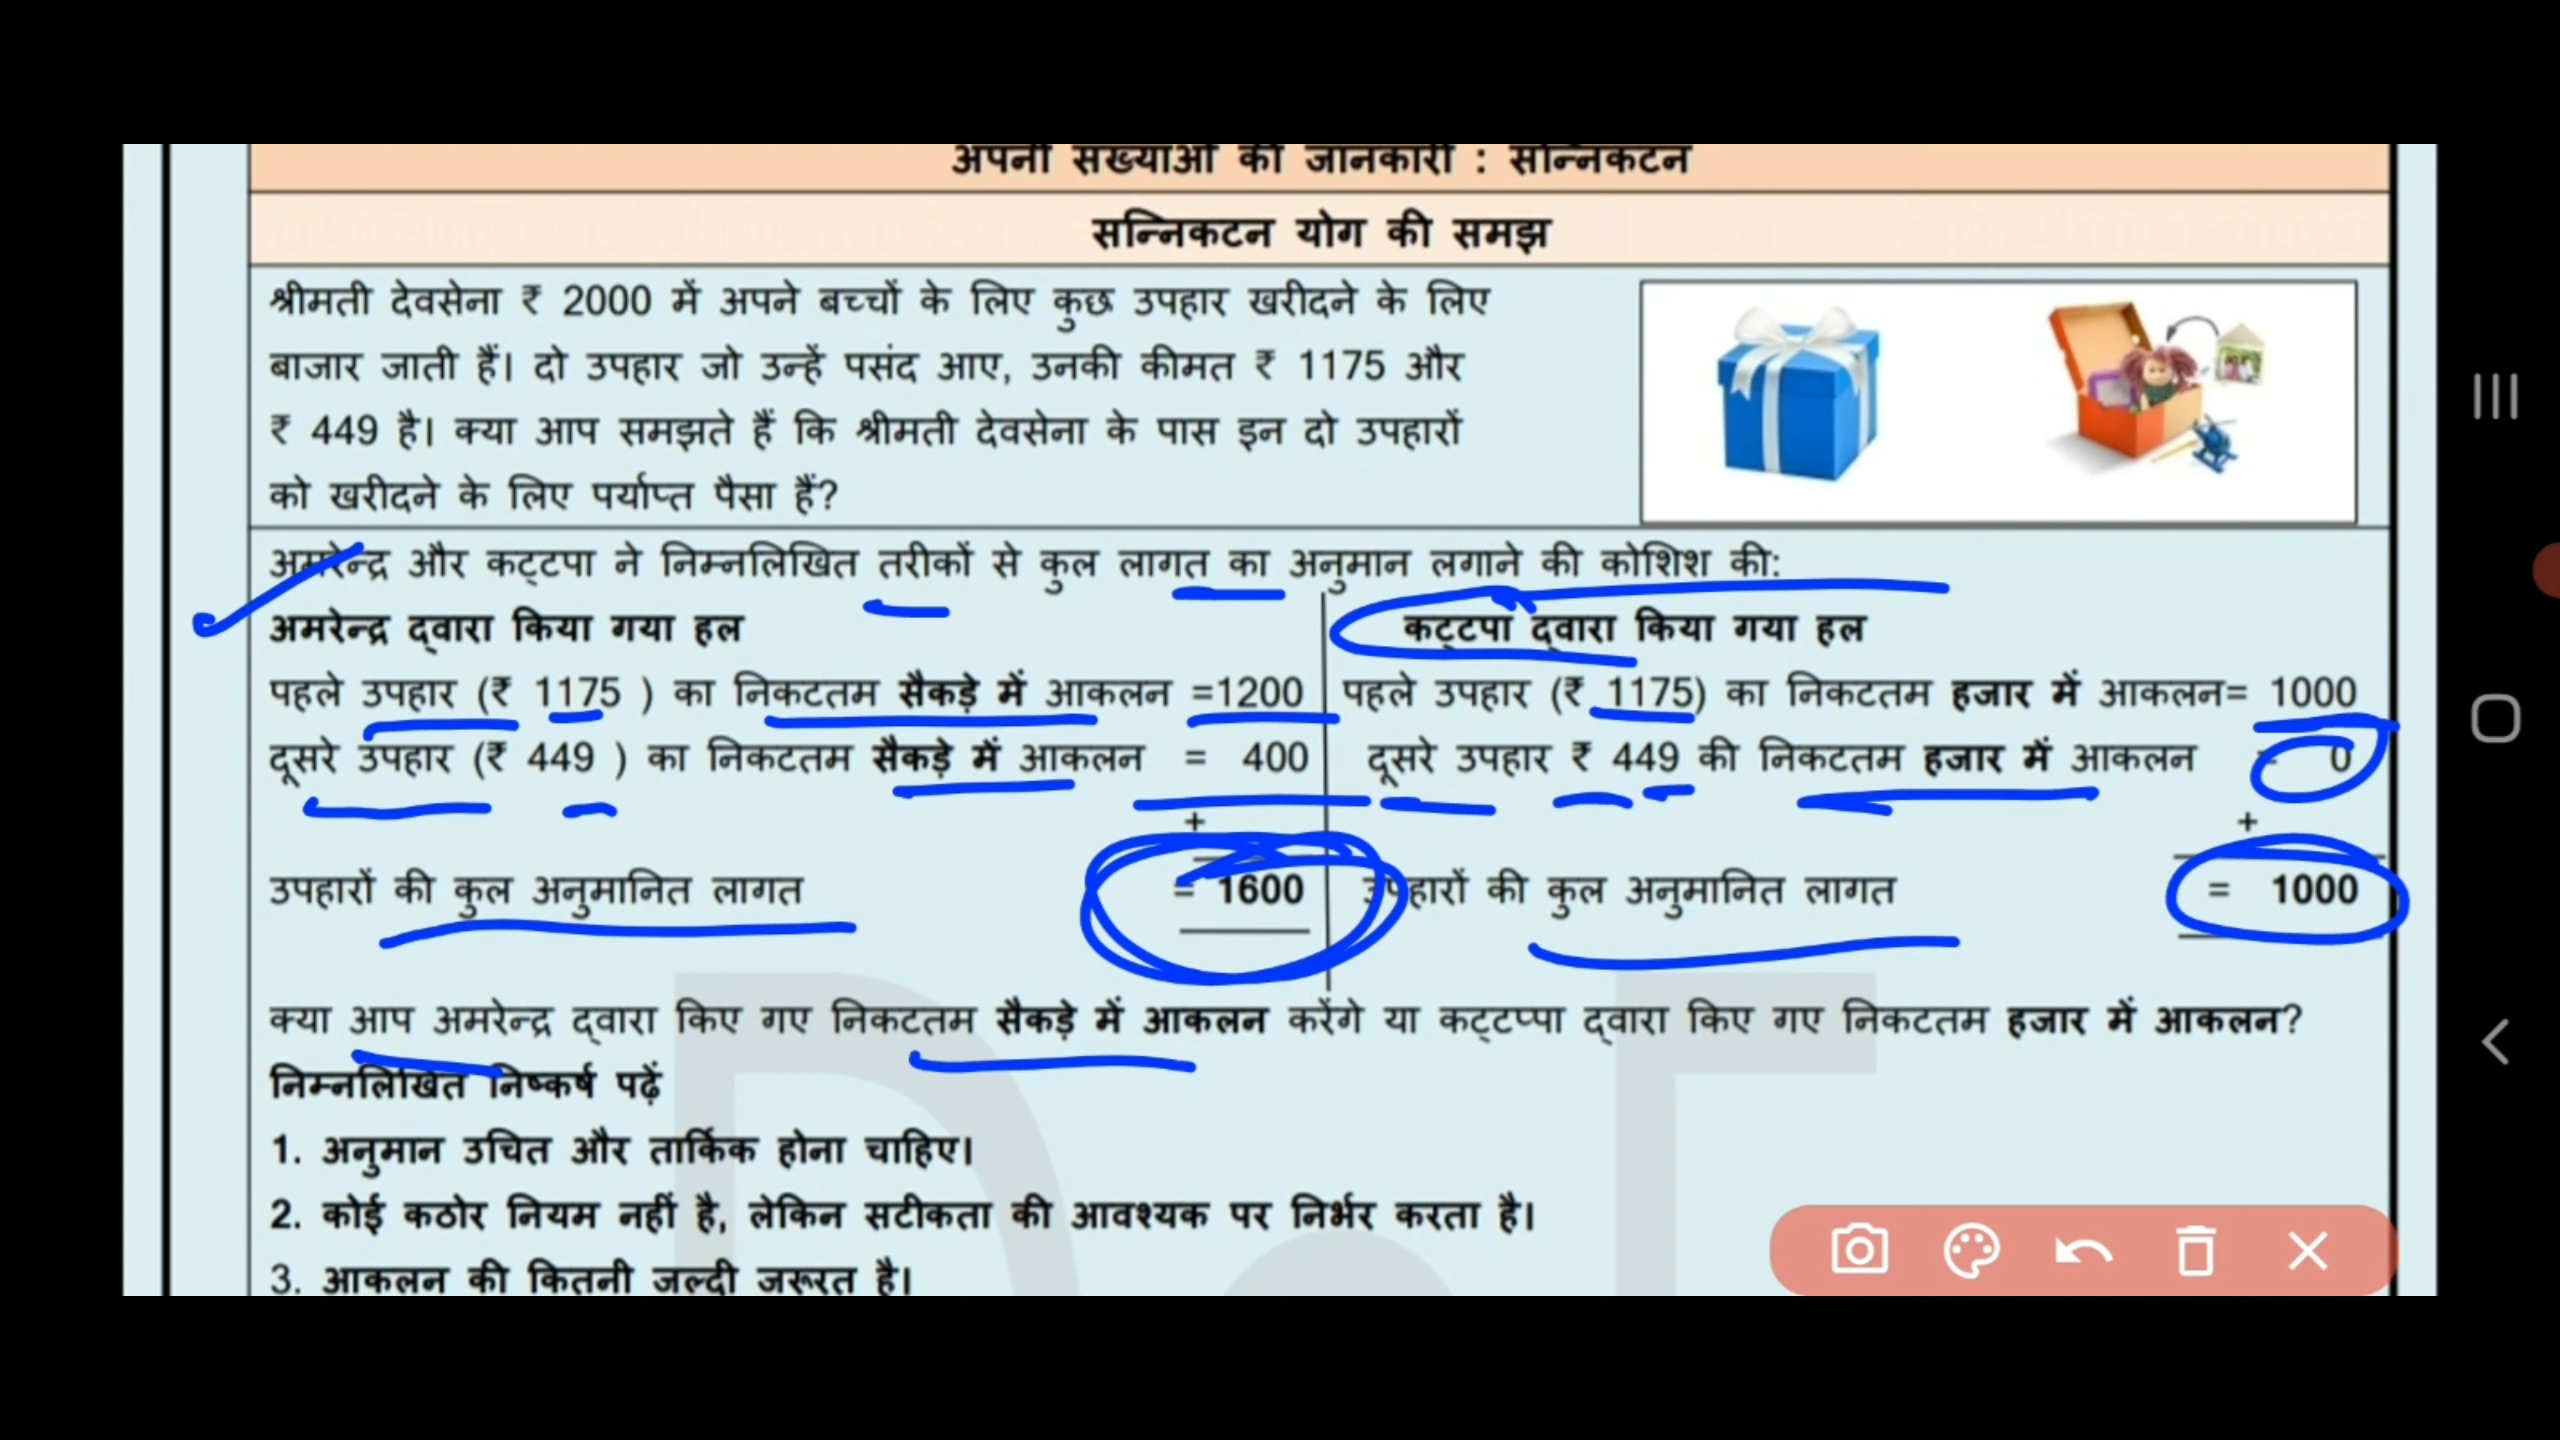 अपनी संख्याओं की जानकारी : सन्निकटन
सन्निकटन योग की समझ
श्रीमती देवसेना ₹ 2000 में अपने बच्चों के लिए कुछ उपहार खरीदने के लिए
बाजार जाती हैं। दो उपहार जो उन्हें पसंद आए, उनकी कीमत ₹ 1175 और
₹ 449 है। क्या आप समझते हैं कि श्रीमती देवसेना के पास इन दो उपहारों
को खरीदने के लिए पर्याप्त पैसा हैं?
अमरेन्द्र और कट्टपा ने निम्नलिखित तरीकों से कुल लागत का अनुमान लगाने की कोशिश की:
अमरेन्द्र द्वारा किया गया हल
पहले उपहार (₹ 1175 ) का निकटतम सैकड़े में आकलन =1200
दूसरे उपहार (₹ 449 ) का निकटतम सैकड़े में आकलन = 400
+
उपहारों की कुल अनुमानित लागत = 1600
कट्टपा द्वारा किया गया हल
पहले उपहार (₹ 1175) का निकटतम हजार में आकलन= 1000
दूसरे उपहार ₹ 449 की निकटतम हजार में आकलन = 0
+
उपहारों की कुल अनुमानित लागत = 1000
क्या आप अमरेन्द्र द्वारा किए गए निकटतम सैकड़े में आकलन करेंगे या कट्टप्पा द्वारा किए गए निकटतम हजार में आकलन?
निम्नलिखित निष्कर्ष पढ़ें
1. अनुमान उचित और तार्किक होना चाहिए।
2. कोई कठोर नियम नहीं है, लेकिन सटीकता की आवश्यक पर निर्भर करता है।
3. आकलन की कितनी जल्दी जरूरत है।